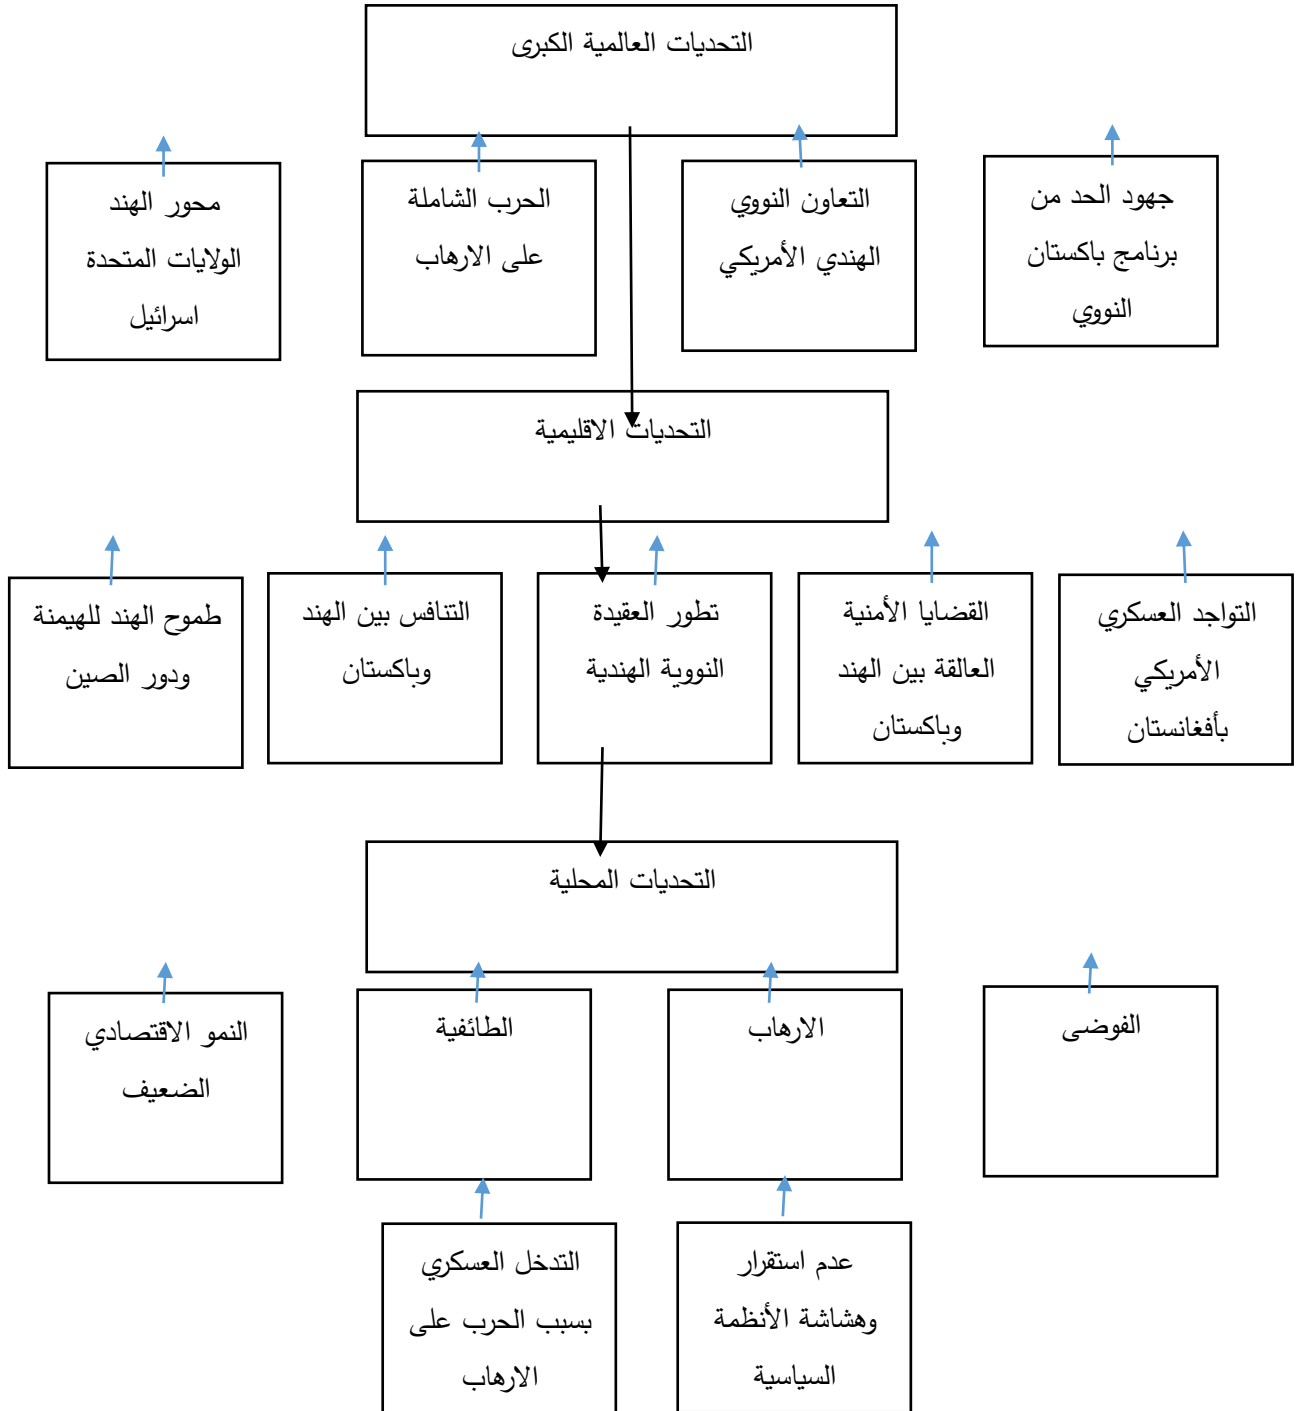 التحديات العالمية الكبرى
جهود الحد من
برنامج باكستان
النووي
التعاون النووي
الهندي الأمريكي
الحرب الشاملة
على الارهاب
محور الهند
الولايات المتحدة
اسرائيل
التحديات الاقليمية
التواجد العسكري
الأمريكي
بأفغانستان
القضايا الأمنية
العالقة بين الهند
وباكستان
تطور العقيدة
النووية الهندية
التنافس بين الهند
وباكستان
طموح الهند للهيمنة
ودور الصين
التحديات المحلية
الفوضى
الارهاب
الطائفية
النمو الاقتصادي
الضعيف
عدم استقرار
وهشاشة الأنظمة
السياسية
التدخل العسكري
بسبب الحرب على
الارهاب